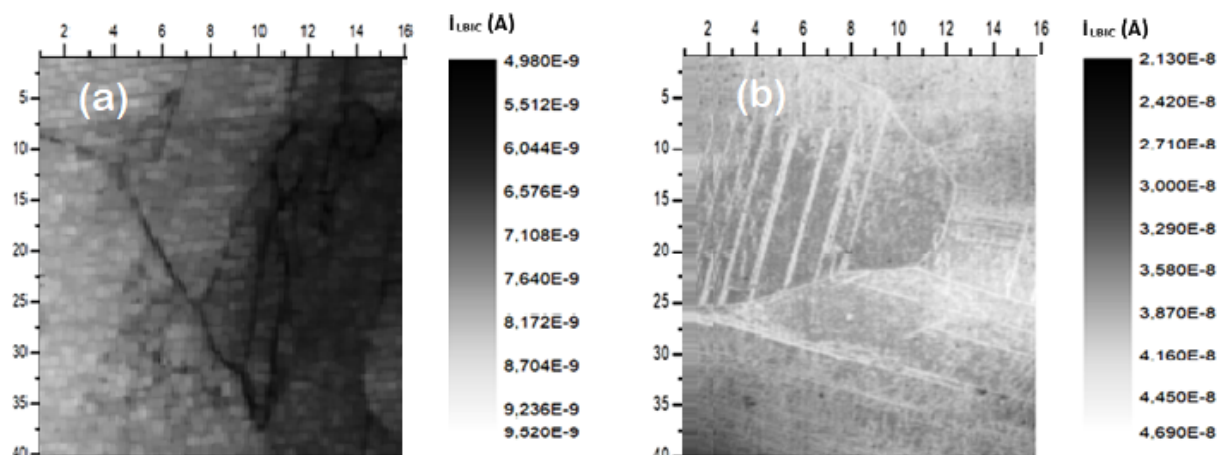 2 4 6 8 10 12 14 16
5
10
15
20
25
30
35
40
(a)
I LBIC (A)
4,980E-9
5,512E-9
6,044E-9
6,576E-9
7,108E-9
7,640E-9
8,172E-9
8,704E-9
9,236E-9
9,520E-9
2 4 6 8 10 12 14 16
5
10
15
20
25
30
35
40
(b)
I LBIC (A)
2,130E-8
2,420E-8
2,710E-8
3,000E-8
3,290E-8
3,580E-8
3,870E-8
4,160E-8
4,450E-8
4,690E-8